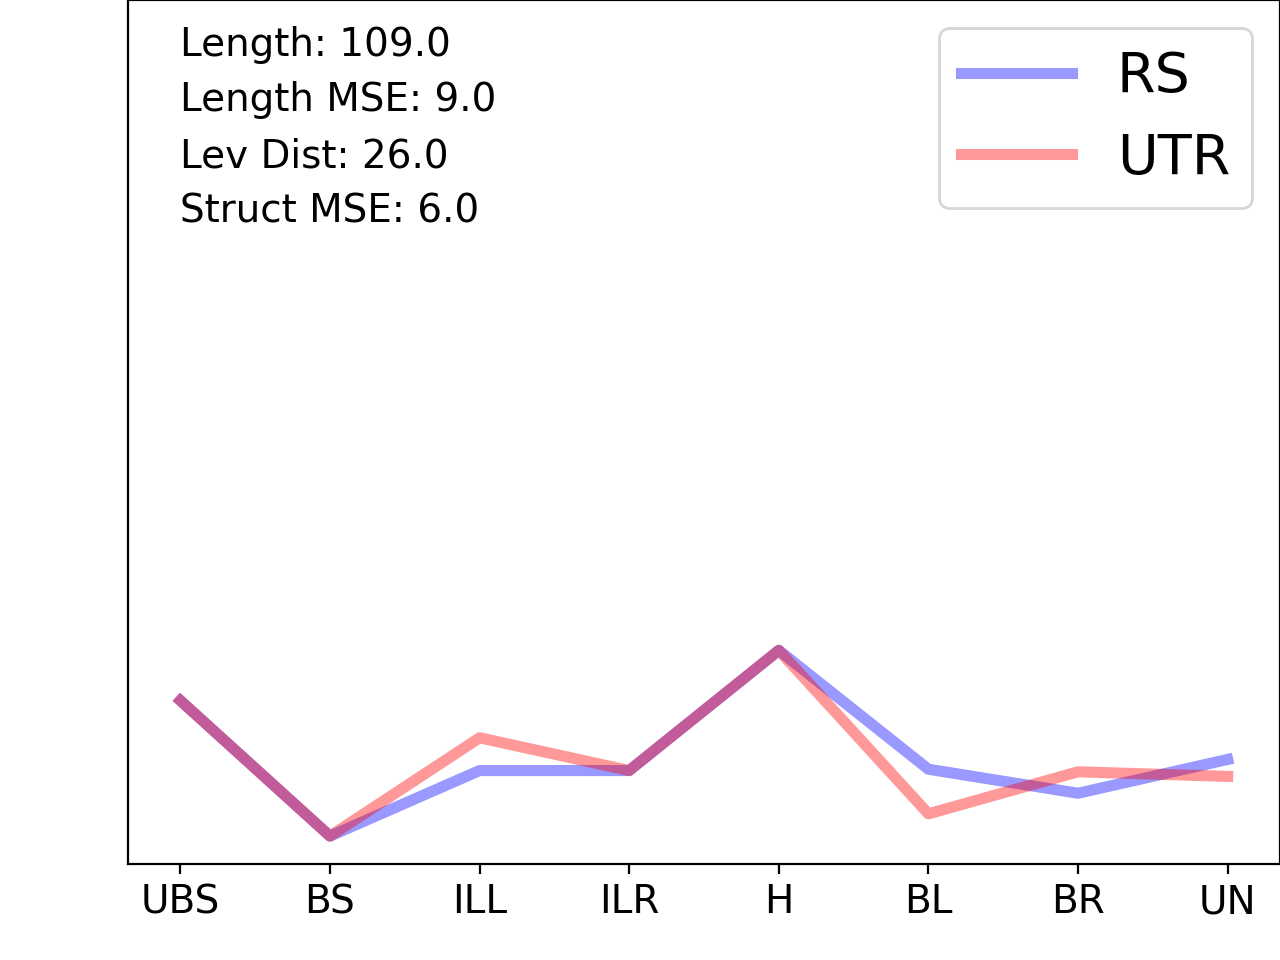 Length: 109.0
Length MSE: 9.0
Lev Dist: 26.0
Struct MSE: 6.0
RS
UTR
UBS BS ILL ILR H BL BR UN